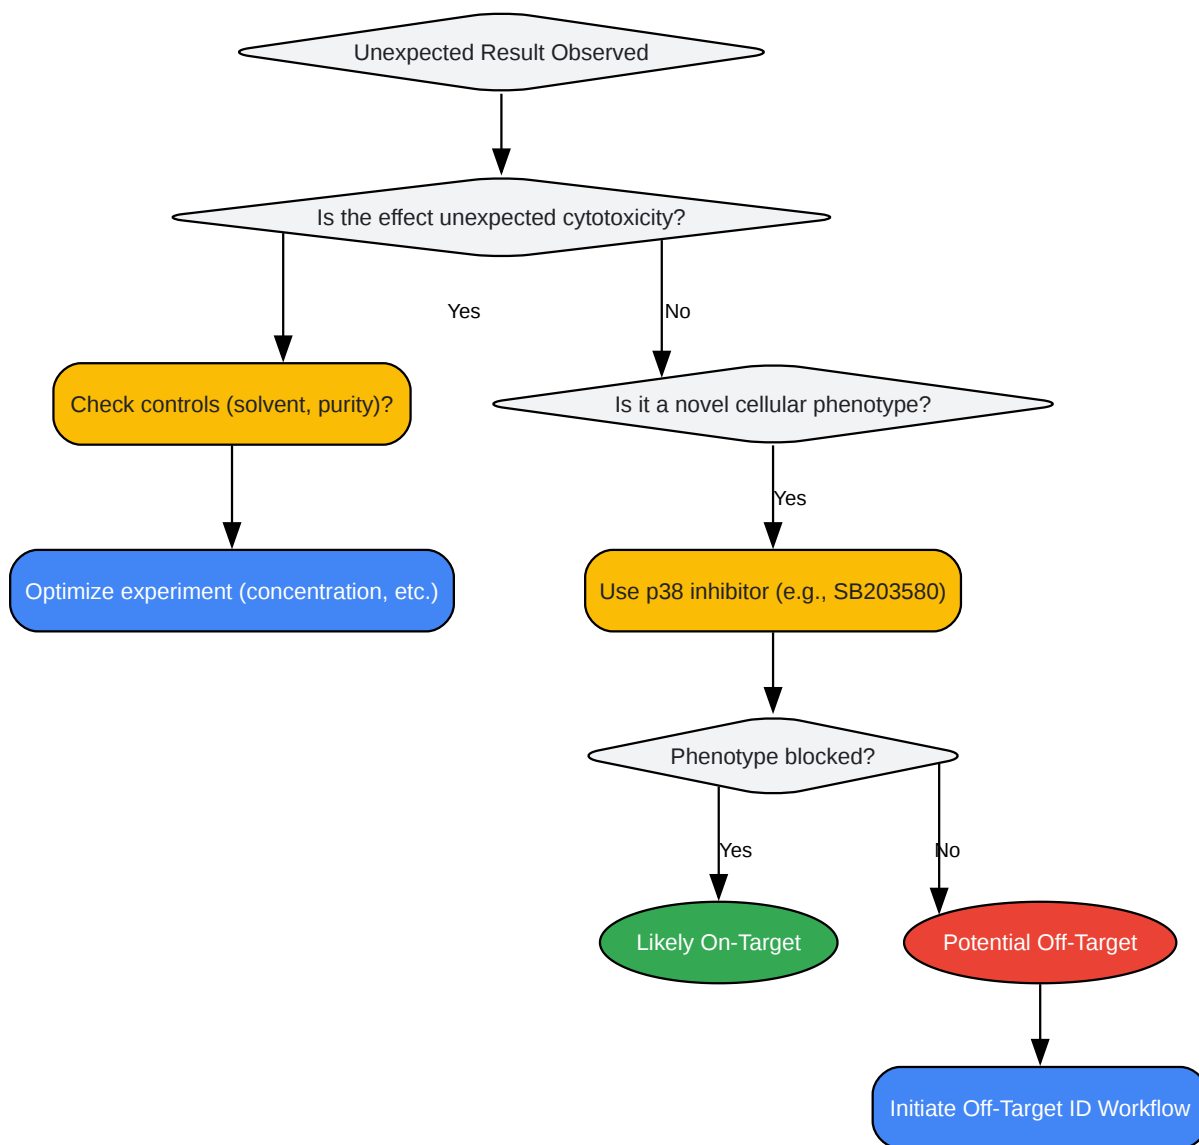 Unexpected Result Observed
Is the effect unexpected cytotoxicity?
Yes
No
Check controls (solvent, purity)?
Is it a novel cellular phenotype?
Yes
Optimize experiment (concentration, etc.)
Use p38 inhibitor (e.g., SB203580)
Phenotype blocked?
Yes
No
Likely On-Target
Potential Off-Target
Initiate Off-Target ID Workflow